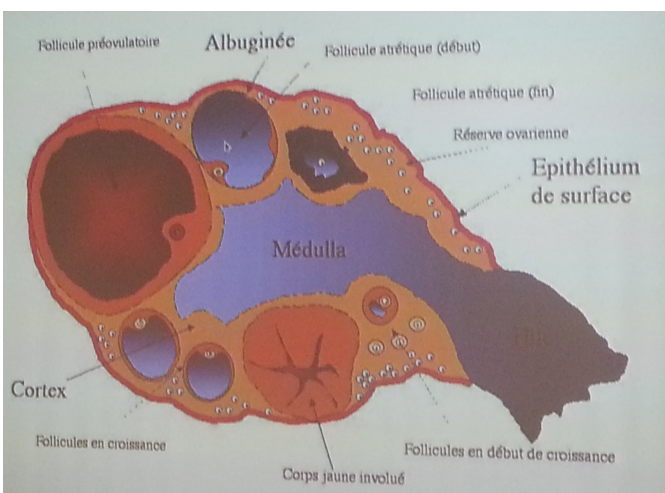 Follicule préovulatoire
Albuginée
Follicule atrétique (début)
Follicule atrétique (fin)
Réserve ovarienne
Epithélium
de surface
Médulla
Cortex
Follicules en croissance
Follicules en début de croissance
Corps jaune involué